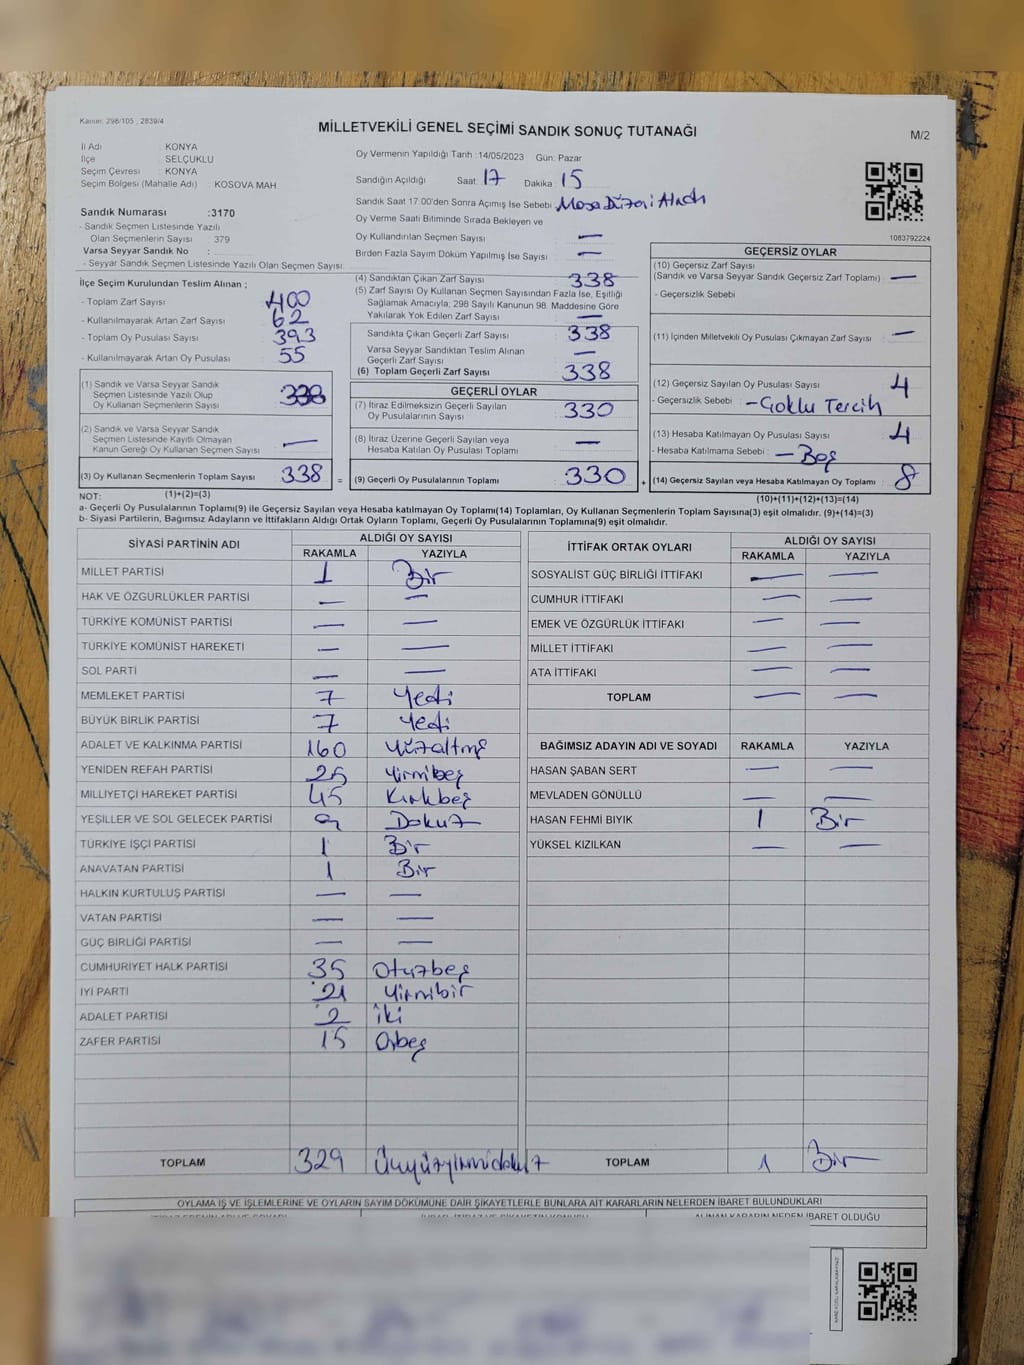 Kanun: 298/105 , 2839/4
MİLLETVEKİLİ GENEL SEÇİMİ SANDIK SONUÇ TUTANAĞI
M/2
İl Adı : KONYA
İlçe : SELÇUKLU
Seçim Çevresi : KONYA
Seçim Bölgesi (Mahalle Adı) KOSOVA MAH
Sandık Numarası :3170
- Sandık Seçmen Listesinde Yazılı
Olan Seçmenlerin Sayısı : 379
Varsa Seyyar Sandık No :
- Seyyar Sandık Seçmen Listesinde Yazılı Olan Seçmen Sayısı:
Oy Vermenin Yapıldığı Tarih :14/05/2023 Gün: Pazar
Sandığın Açıldığı Saat: 17 Dakika: 15
Sandık Saat 17.00'den Sonra Açımış İse Sebebi Masa Düzeni Alındı
Oy Verme Saati Bitiminde Sırada Bekleyen ve
Oy Kullandırılan Seçmen Sayısı —
Birden Fazla Sayım Döküm Yapılmış İse Sayısı —
1083792224
İlçe Seçim Kurulundan Teslim Alınan ;
- Toplam Zarf Sayısı : 400
- Kullanılmayarak Artan Zarf Sayısı : 62
- Toplam Oy Pusulası Sayısı : 393
- Kullanılmayarak Artan Oy Pusulası : 55
(4) Sandıktan Çıkan Zarf Sayısı : 338
(5) Zarf Sayısı Oy Kullanan Seçmen Sayısından Fazla İse, Eşitliği
Sağlamak Amacıyla; 298 Sayılı Kanunun 98. Maddesine Göre
Yakılarak Yok Edilen Zarf Sayısı : —
Sandıkta Çıkan Geçerli Zarf Sayısı : 338
Varsa Seyyar Sandıktan Teslim Alınan
Geçerli Zarf Sayısı : —
(6) Toplam Geçerli Zarf Sayısı : 338
GEÇERSİZ OYLAR
(10) Geçersiz Zarf Sayısı
(Sandık ve Varsa Seyyar Sandık Geçersiz Zarf Toplamı) : —
- Geçersizlik Sebebi
(11) İçinden Milletvekili Oy Pusulası Çıkmayan Zarf Sayısı : —
(12) Geçersiz Sayılan Oy Pusulası Sayısı : 4
- Geçersizlik Sebebi : -Çoklu Tercih
(13) Hesaba Katılmayan Oy Pusulası Sayısı : 4
- Hesaba Katılmama Sebebi : -Boş
(14) Geçersiz Sayılan veya Hesaba Katılmayan Oy Toplamı : 8
(10)+(11)+(12)+(13)=(14)
(1) Sandık ve Varsa Seyyar Sandık
Seçmen Listesinde Yazılı Olup
Oy Kullanan Seçmenlerin Sayısı : 338
(2) Sandık ve Varsa Seyyar Sandık
Seçmen Listesinde Kayıtlı Olmayan
Kanun Gereği Oy Kullanan Seçmen Sayısı : —
(3) Oy Kullanan Seçmenlerin Toplam Sayısı : 338 =
(1)+(2)=(3)
GEÇERLİ OYLAR
(7) İtiraz Edilmeksizin Geçerli Sayılan
Oy Pusulalarının Sayısı : 330
(8) İtiraz Üzerine Geçerli Sayılan veya
Hesaba Katılan Oy Pusulası Toplamı : —
(9) Geçerli Oy Pusulalarının Toplamı : 330 +
NOT:
a- Geçerli Oy Pusulalarının Toplamı(9) ile Geçersiz Sayılan veya Hesaba katılmayan Oy Toplamı(14) Toplamları, Oy Kullanan Seçmenlerin Toplam Sayısına(3) eşit olmalıdır. (9)+(14)=(3)
b- Siyasi Partilerin, Bağımsız Adayların ve İttifakların Aldığı Ortak Oyların Toplamı, Geçerli Oy Pusulalarının Toplamına(9) eşit olmalıdır.
SİYASİ PARTİNİN ADI ALDIĞI OY SAYISI
RAKAMLA YAZIYLA
MİLLET PARTİSİ 1 Bir
HAK VE ÖZGÜRLÜKLER PARTİSİ — —
TÜRKİYE KOMÜNİST PARTİSİ — —
TÜRKİYE KOMÜNİST HAREKETİ — —
SOL PARTİ — —
MEMLEKET PARTİSİ 7 Yedi
BÜYÜK BİRLİK PARTİSİ 7 Yedi
ADALET VE KALKINMA PARTİSİ 160 Yüzaltmış
YENİDEN REFAH PARTİSİ 25 Yirmibeş
MİLLİYETÇİ HAREKET PARTİSİ 45 Kırkbeş
YEŞİLLER VE SOL GELECEK PARTİSİ 9 Dokuz
TÜRKİYE İŞÇİ PARTİSİ 1 Bir
ANAVATAN PARTİSİ 1 Bir
HALKIN KURTULUŞ PARTİSİ — —
VATAN PARTİSİ — —
GÜÇ BİRLİĞİ PARTİSİ — —
CUMHURİYET HALK PARTİSİ 35 Otuzbeş
İYİ PARTİ 21 Yirmibir
ADALET PARTİSİ 2 İki
ZAFER PARTİSİ 15 Onbeş
TOPLAM 329 Üçyüzyirmidokuz
İTTİFAK ORTAK OYLARI ALDIĞI OY SAYISI
RAKAMLA YAZIYLA
SOSYALİST GÜÇ BİRLİĞİ İTTİFAKI — —
CUMHUR İTTİFAKI — —
EMEK VE ÖZGÜRLÜK İTTİFAKI — —
MİLLET İTTİFAKI — —
ATA İTTİFAKI — —
TOPLAM — —
BAĞIMSIZ ADAYIN ADI VE SOYADI RAKAMLA YAZIYLA
HASAN ŞABAN SERT — —
MEVLADEN GÖNÜLLÜ — —
HASAN FEHMİ BIYIK 1 Bir
YÜKSEL KIZILKAN — —
TOPLAM 1 Bir
OYLAMA İŞ VE İŞLEMLERİNE VE OYLARIN SAYIM DÖKÜMÜNE DAİR ŞİKAYETLERLE BUNLARA AİT KARARLARIN NELERDEN İBARET BULUNDUKLARI
ALINAN KARARIN NEDEN İBARET OLDUĞU